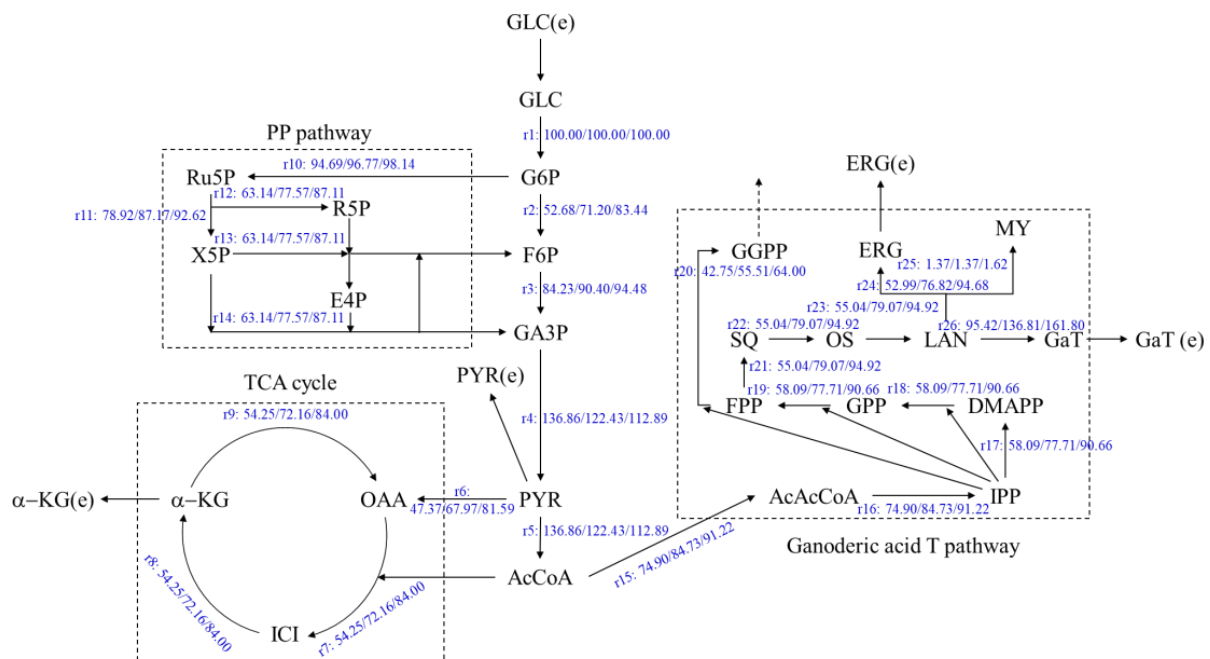 GLC(e)
GLC
r1: 100.00/100.00/100.00
PP pathway
r10: 94.69/96.77/98.14
Ru5P
G6P
r12: 63.14/77.57/87.11
r11: 78.92/87.17/92.62
R5P
r2: 52.68/71.20/83.44
r13: 63.14/77.57/87.11
X5P
F6P
r3: 84.23/90.40/94.48
E4P
r14: 63.14/77.57/87.11
GA3P
TCA cycle
PYR(e)
r9: 54.25/72.16/84.00
r4: 136.86/122.43/112.89
α−KG(e)
α−KG
OAA
r6:
47.37/67.97/81.59
PYR
r5: 136.86/122.43/112.89
AcCoA
r8: 54.25/72.16/84.00
ICI
r7: 54.25/72.16/84.00
r15: 74.90/84.73/91.22
ERG(e)
MY
GGPP
ERG
r20: 42.75/55.51/64.00
r25: 1.37/1.37/1.62
r24: 52.99/76.82/94.68
r23: 55.04/79.07/94.92
r22: 55.04/79.07/94.92
r26: 95.42/136.81/161.80
SQ
OS
LAN
GaT
GaT (e)
r21: 55.04/79.07/94.92
r19: 58.09/77.71/90.66
r18: 58.09/77.71/90.66
FPP
GPP
DMAPP
r17: 58.09/77.71/90.66
AcAcCoA
IPP
r16: 74.90/84.73/91.22
Ganoderic acid T pathway